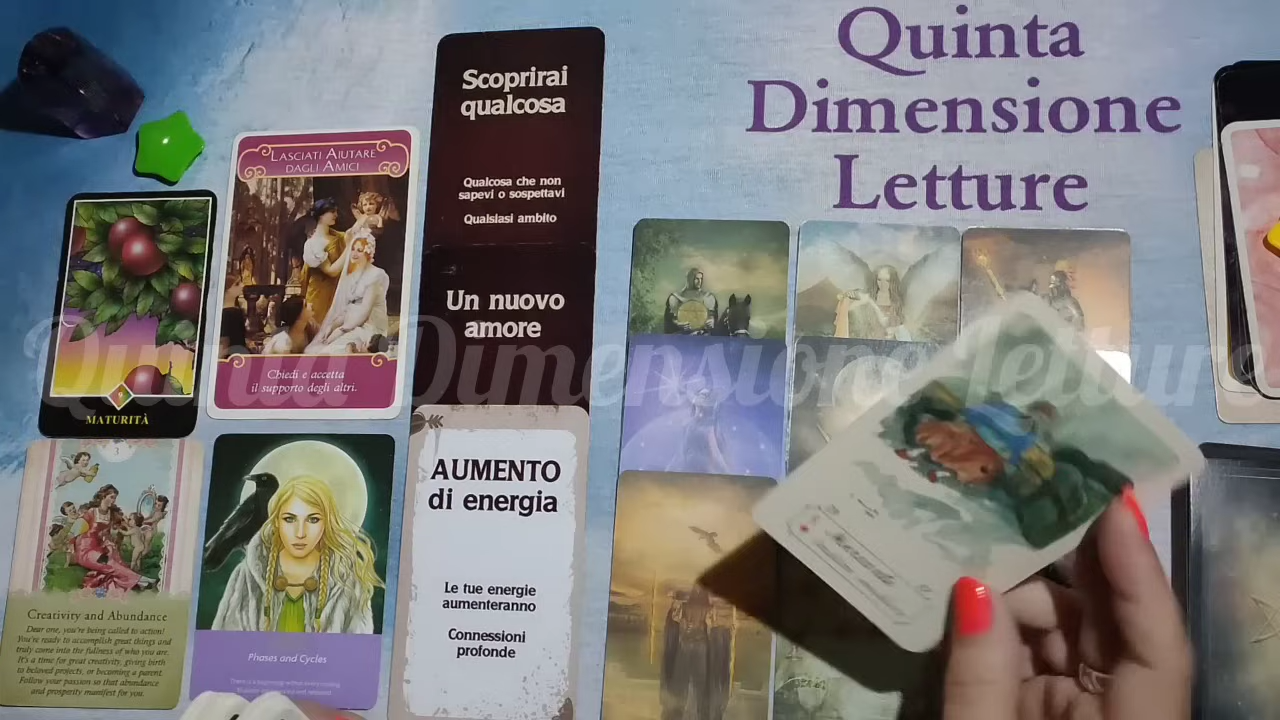 Quinta
Dimensione
Letture
Scoprirai
qualcosa
Qualcosa che non
sapevi o sospettavi
Qualsiasi ambito
Un nuovo
amore
AUMENTO
di energia
Le tue energie
aumenteranno
Connessioni
profonde
LASCIATI AIUTARE
DAGLI AMICI
Chiedi e accetta
il supporto degli altri.
9
MATURITÀ
Creativity and Abundance
Dear one, you're being called to action!
You're ready to accomplish great things and
truly come into the fullness of who you are.
It's a time for great creativity, giving birth
to beloved projects, or becoming a parent.
Follow your passion so that abundance
and prosperity manifest for you.
Phases and Cycles
Quinta Dimensione Letture